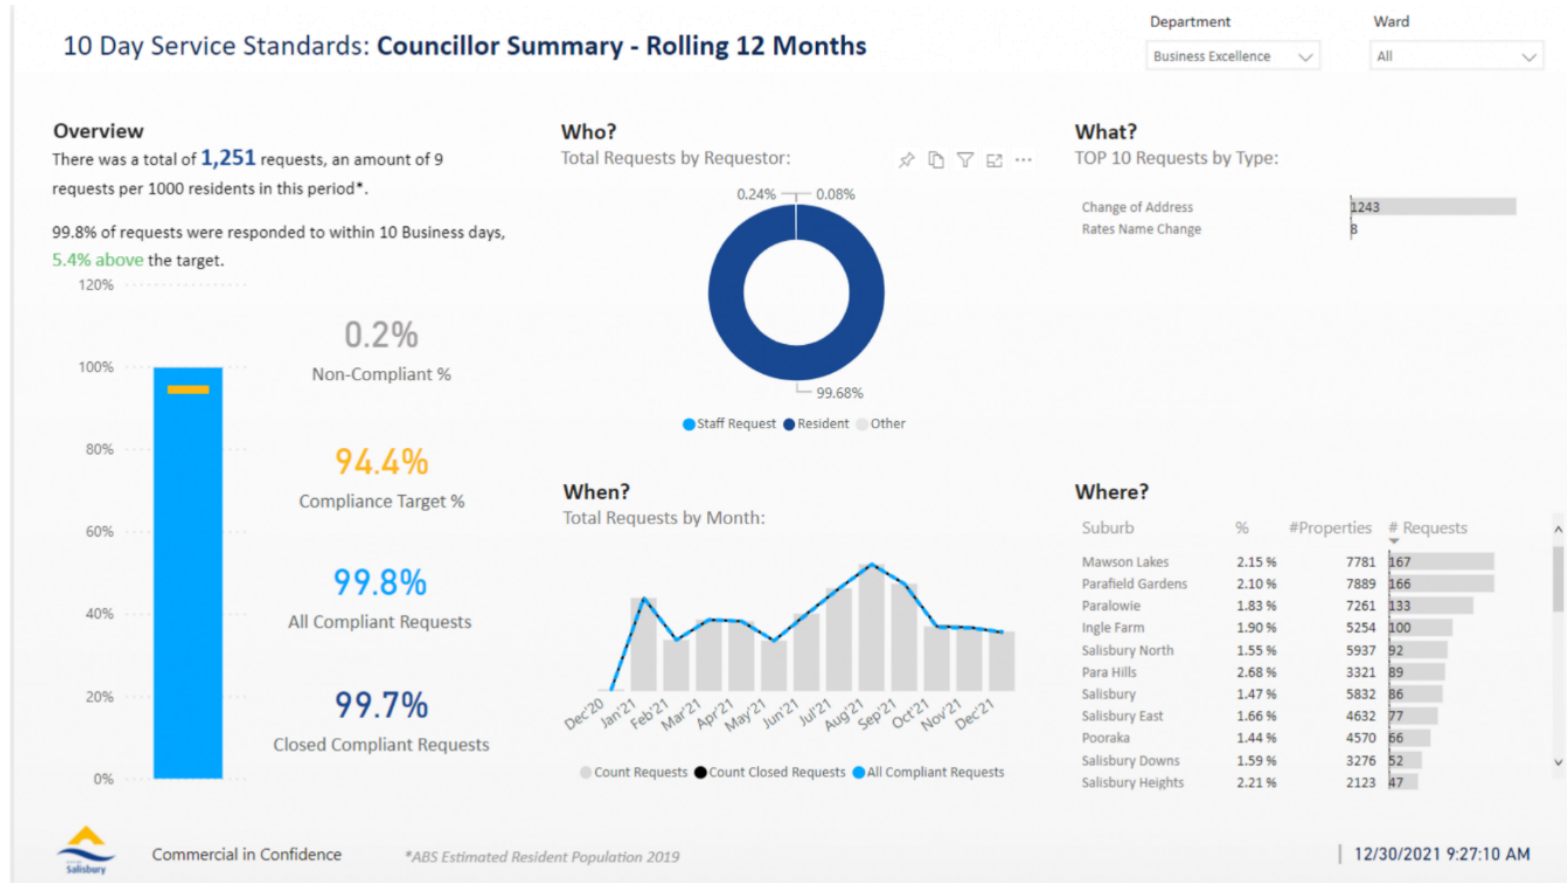 10 Day Service Standards: Councillor Summary - Rolling 12 Months
Department
Business Excellence
Ward
All
Overview
There was a total of 1,251 requests, an amount of 9
requests per 1000 residents in this period*.
99.8% of requests were responded to within 10 Business days,
5.4% above the target.
120%
100%
80%
60%
40%
20%
0%
0.2%
Non-Compliant %
94.4%
Compliance Target %
99.8%
All Compliant Requests
99.7%
Closed Compliant Requests
Who?
Total Requests by Requestor:
0.24%
0.08%
99.68%
Staff Request Resident Other
What?
TOP 10 Requests by Type:
Change of Address 1243
Rates Name Change 8
When?
Total Requests by Month:
Dec'20 Jan'21 Feb'21 Mar'21 Apr'21 May'21 Jun'21 Jul'21 Aug'21 Sep'21 Oct'21 Nov'21 Dec'21
Count Requests Count Closed Requests All Compliant Requests
Where?
Suburb % #Properties # Requests
Mawson Lakes 2.15 % 7781 167
Parafield Gardens 2.10 % 7889 166
Paralowie 1.83 % 7261 133
Ingle Farm 1.90 % 5254 100
Salisbury North 1.55 % 5937 92
Para Hills 2.68 % 3321 89
Salisbury 1.47 % 5832 86
Salisbury East 1.66 % 4632 77
Pooraka 1.44 % 4570 66
Salisbury Downs 1.59 % 3276 52
Salisbury Heights 2.21 % 2123 47
Salisbury
Commercial in Confidence
*ABS Estimated Resident Population 2019
12/30/2021 9:27:10 AM